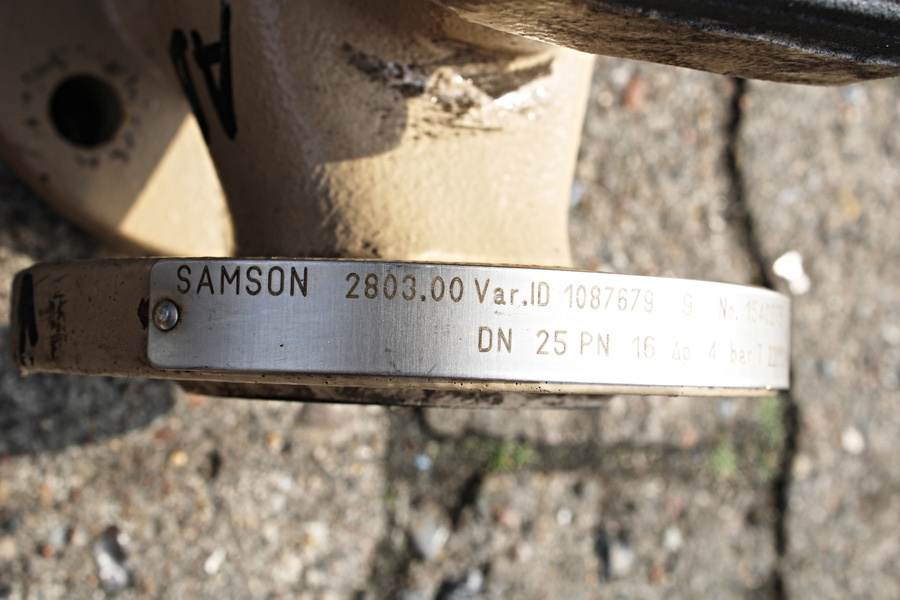 SAMSON 2803.00 Var.ID 1087679 9 No.
DN 25 PN 16 Δp 4 bar T
A